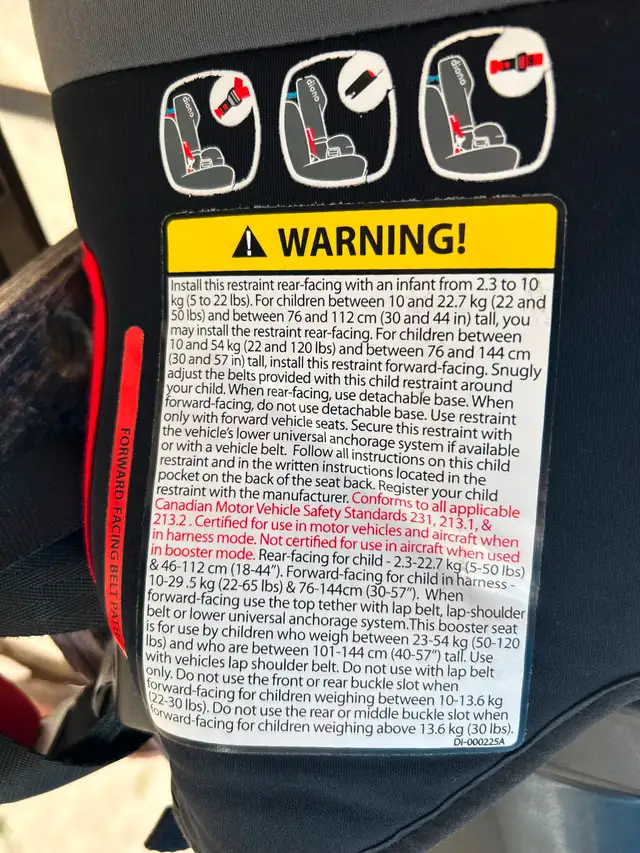 diono
diono
diono
WARNING!
Install this restraint rear-facing with an infant from 2.3 to 10
kg (5 to 22 lbs). For children between 10 and 22.7 kg (22 and
50 lbs) and between 76 and 112 cm (30 and 44 in) tall, you
may install the restraint rear-facing. For children between
10 and 54 kg (22 and 120 lbs) and between 76 and 144 cm
(30 and 57 in) tall, install this restraint forward-facing. Snugly
adjust the belts provided with this child restraint around
your child. When rear-facing, use detachable base. When
forward-facing, do not use detachable base. Use restraint
only with forward vehicle seats. Secure this restraint with
the vehicle's lower universal anchorage system if available
or with a vehicle belt. Follow all instructions on this child
restraint and in the written instructions located in the
pocket on the back of the seat back. Register your child
restraint with the manufacturer. Conforms to all applicable
Canadian Motor Vehicle Safety Standards 231, 213.1, &
213.2 . Certified for use in motor vehicles and aircraft when
in harness mode. Not certified for use in aircraft when used
in booster mode. Rear-facing for child - 2.3-22.7 kg (5-50 lbs)
& 46-112 cm (18-44"). Forward-facing for child in harness -
10-29 .5 kg (22-65 lbs) & 76-144cm (30-57"). When
forward-facing use the top tether with lap belt, lap-shoulder
belt or lower universal anchorage system.This booster seat
is for use by children who weigh between 23-54 kg (50-120
lbs) and who are between 101-144 cm (40-57") tall. Use
with vehicles lap shoulder belt. Do not use with lap belt
only. Do not use the front or rear buckle slot when
forward-facing for children weighing between 10-13.6 kg
(22-30 lbs). Do not use the rear or middle buckle slot when
forward-facing for children weighing above 13.6 kg (30 lbs).
DI-000225A
FORWARD-FACING BELT PATH